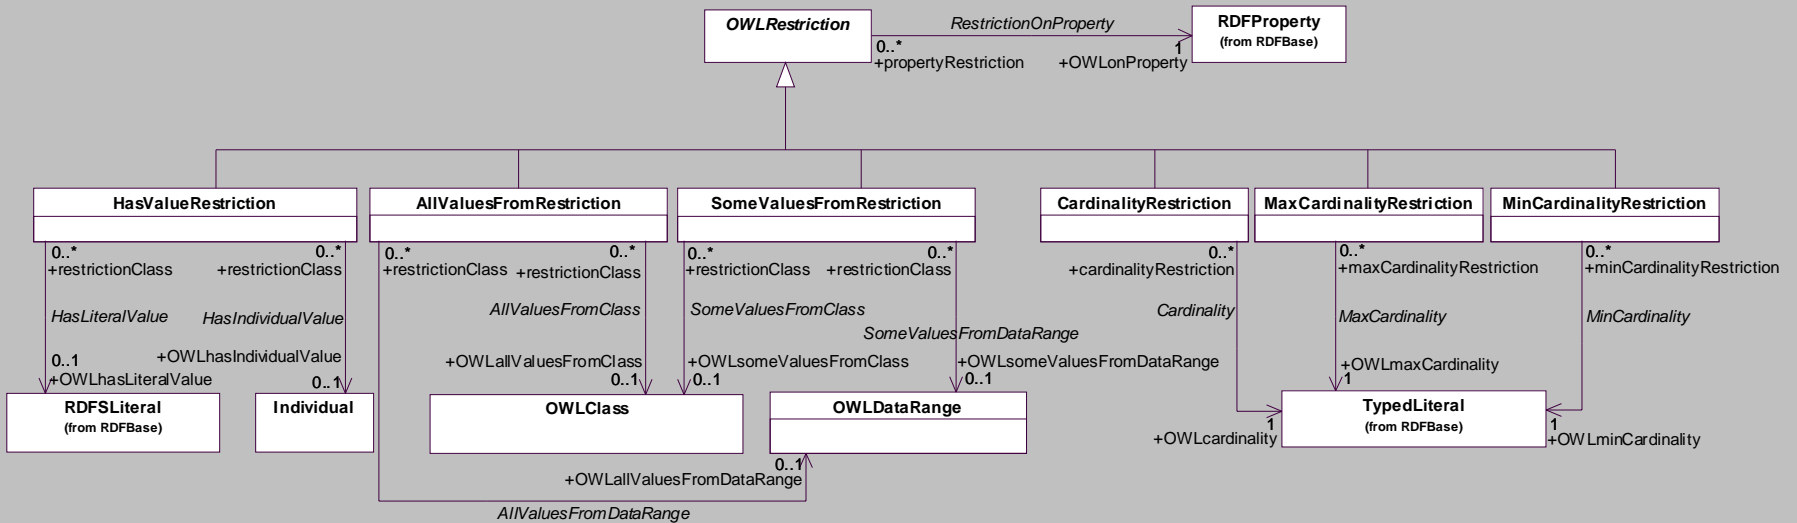 OWLRestriction
RestrictionOnProperty
RDFProperty
(from RDFBase)
0..*
1
+propertyRestriction
+OWLonProperty
HasValueRestriction
AllValuesFromRestriction
SomeValuesFromRestriction
CardinalityRestriction
MaxCardinalityRestriction
MinCardinalityRestriction
0..*
0..*
0..*
0..*
0..*
0..*
0..*
0..*
0..*
+restrictionClass
+restrictionClass
+restrictionClass
+restrictionClass
+restrictionClass
+restrictionClass
+cardinalityRestriction
+maxCardinalityRestriction
+minCardinalityRestriction
HasLiteralValue
HasIndividualValue
AllValuesFromClass
SomeValuesFromClass
SomeValuesFromDataRange
Cardinality
MaxCardinality
MinCardinality
0..1
+OWLhasLiteralValue
+OWLhasIndividualValue
0..1
+OWLallValuesFromClass
0..1
+OWLsomeValuesFromClass
0..1
+OWLsomeValuesFromDataRange
0..1
+OWLmaxCardinality
1
RDFSLiteral
(from RDFBase)
Individual
OWLClass
OWLDataRange
TypedLiteral
(from RDFBase)
1
+OWLcardinality
1
+OWLminCardinality
0..1
+OWLallValuesFromDataRange
AllValuesFromDataRange